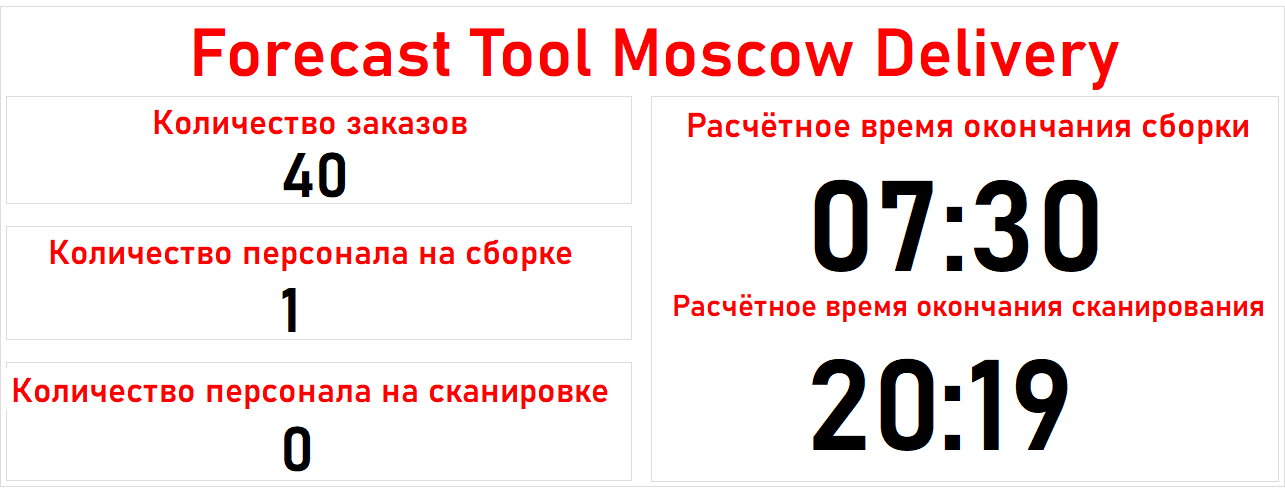 Forecast Tool Moscow Delivery
Количество заказов
40
Количество персонала на сборке
1
Количество персонала на сканировке
0
Расчётное время окончания сборки
07:30
Расчётное время окончания сканирования
20:19